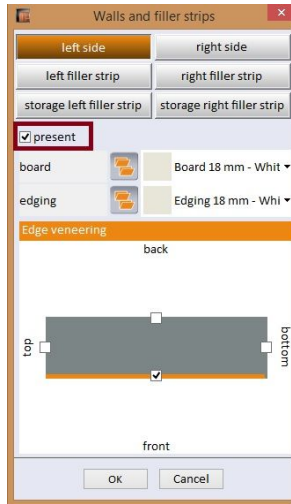 Walls and filler strips
left side right side
left filler strip right filler strip
storage left filler strip storage right filler strip
present
board Board 18 mm - Whit
edging Edging 18 mm - Whi
Edge veneering
back
top bottom
front
OK Cancel